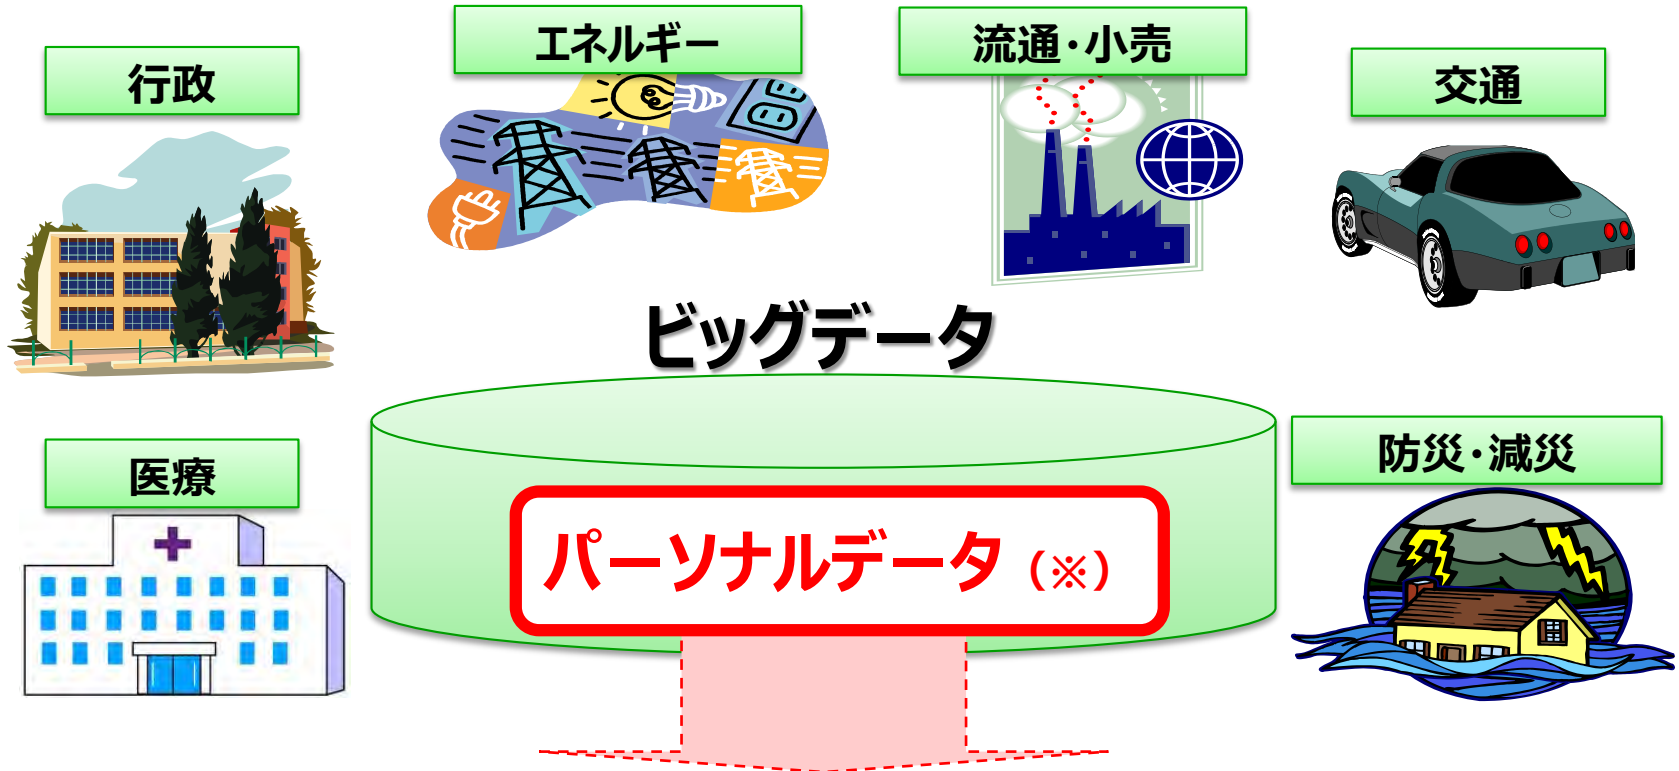 エネルギー
流通・小売
行政
交通
ビッグデータ
防災・減災
医療
パーソナルデータ（※）